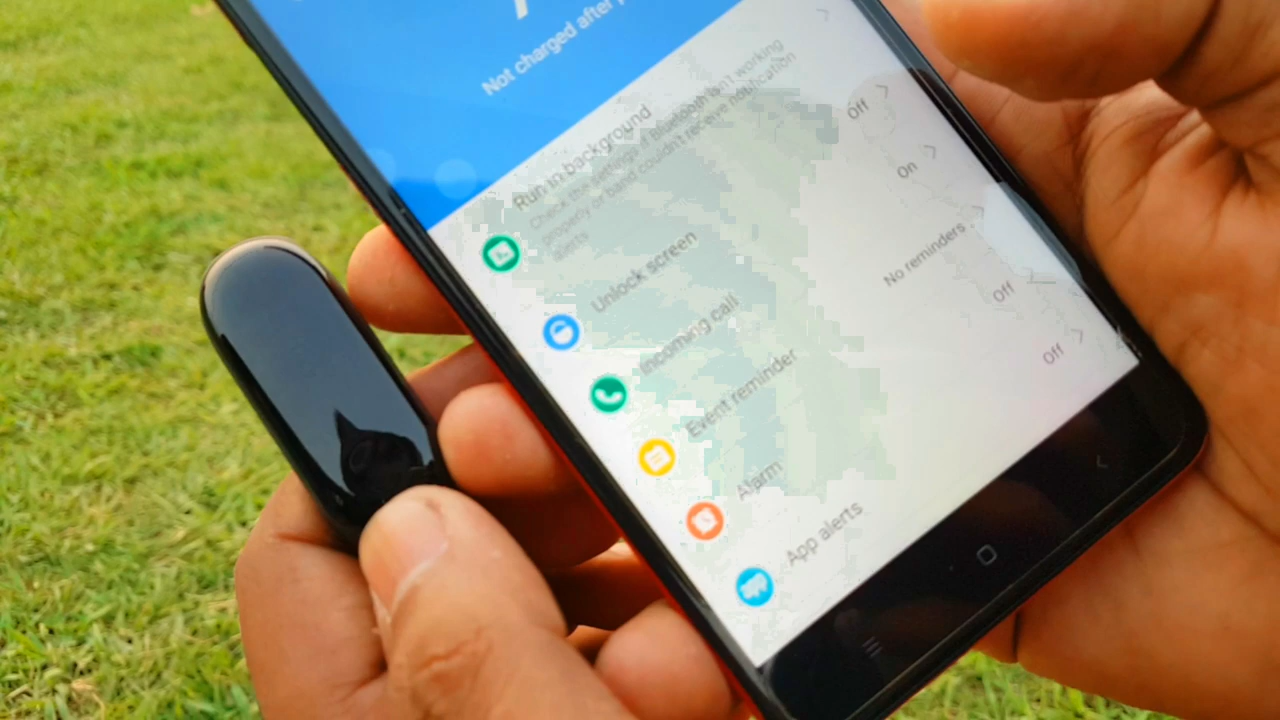 Not charged after
Run in background
Check the settings if bluetooth isn't working
properly or band couldn't receive notification
alerts
Unlock screen
Off
Incoming call
On
Event reminder
No reminders
Alarm
Off
App alerts
Off